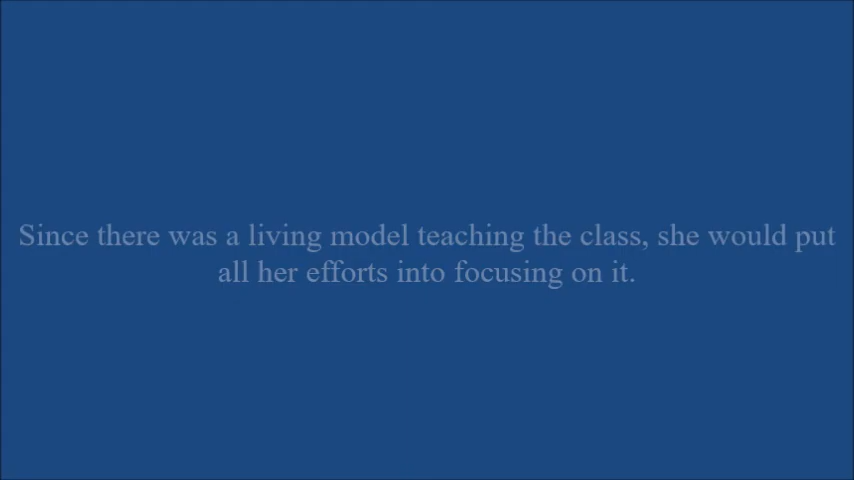 Since there was a living model teaching the class, she would put
all her efforts into focusing on it.